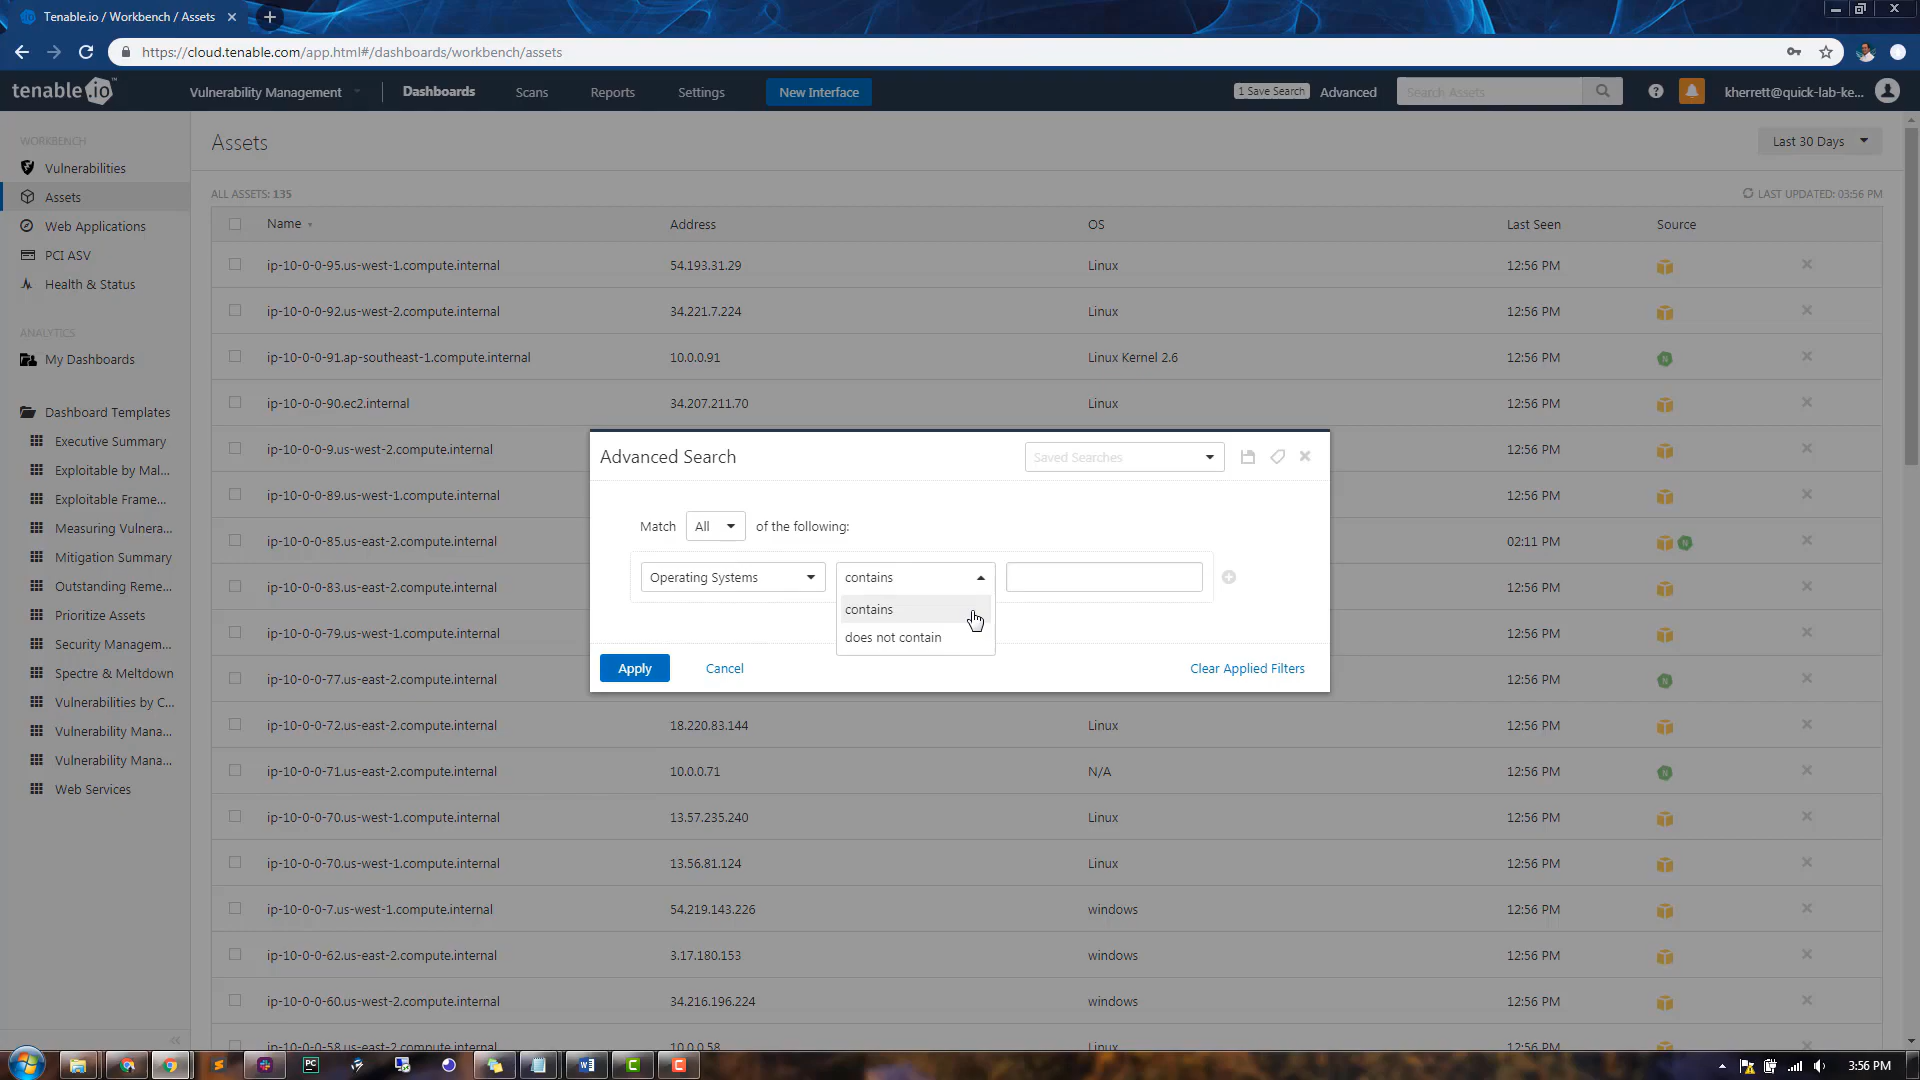 Tenable.io / Workbench / Assets
https://cloud.tenable.com/app.html#/dashboards/workbench/assets
tenable.io™ Vulnerability Management Dashboards Scans Reports Settings New Interface 1 Save Search Advanced Search Assets kherrett@quick-lab-ke...
WORKBENCH
Vulnerabilities
Assets
Web Applications
PCI ASV
Health & Status
ANALYTICS
My Dashboards
Dashboard Templates
Executive Summary
Exploitable by Mal...
Exploitable Frame...
Measuring Vulnera...
Mitigation Summary
Outstanding Reme...
Prioritize Assets
Security Managem...
Spectre & Meltdown
Vulnerabilities by C...
Vulnerability Mana...
Vulnerability Mana...
Web Services
Assets Last 30 Days
ALL ASSETS: 135 LAST UPDATED: 03:56 PM
Name Address OS Last Seen Source
ip-10-0-0-95.us-west-1.compute.internal 54.193.31.29 Linux 12:56 PM
ip-10-0-0-92.us-west-2.compute.internal 34.221.7.224 Linux 12:56 PM
ip-10-0-0-91.ap-southeast-1.compute.internal 10.0.0.91 Linux Kernel 2.6 12:56 PM N
ip-10-0-0-90.ec2.internal 34.207.211.70 Linux 12:56 PM
ip-10-0-0-9.us-west-2.compute.internal 12:56 PM
ip-10-0-0-89.us-west-1.compute.internal 12:56 PM
ip-10-0-0-85.us-east-2.compute.internal 02:11 PM N
ip-10-0-0-83.us-east-2.compute.internal 12:56 PM
ip-10-0-0-79.us-west-1.compute.internal 12:56 PM
ip-10-0-0-77.us-east-2.compute.internal 12:56 PM N
ip-10-0-0-72.us-east-2.compute.internal 18.220.83.144 Linux 12:56 PM
ip-10-0-0-71.us-east-2.compute.internal 10.0.0.71 N/A 12:56 PM N
ip-10-0-0-70.us-west-1.compute.internal 13.57.235.240 Linux 12:56 PM
ip-10-0-0-70.us-west-1.compute.internal 13.56.81.124 Linux 12:56 PM
ip-10-0-0-7.us-west-1.compute.internal 54.219.143.226 windows 12:56 PM
ip-10-0-0-62.us-east-2.compute.internal 3.17.180.153 windows 12:56 PM
ip-10-0-0-60.us-west-2.compute.internal 34.216.196.224 windows 12:56 PM
ip-10-0-0-58.us-east-2.compute.internal 10.0.0.58 Linux 12:56 PM
Advanced Search Saved Searches
Match All of the following:
Operating Systems contains
contains
does not contain
Apply Cancel Clear Applied Filters
3:56 PM